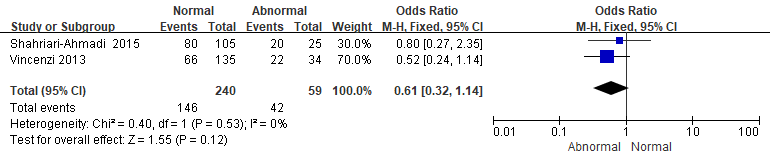 Normal Abnormal Odds Ratio Odds Ratio
Study or Subgroup Events Total Events Total Weight M-H, Fixed, 95% CI M-H, Fixed, 95% CI
Shahriari-Ahmadi 2015 80 105 20 25 30.0% 0.80 [0.27, 2.35]
Vincenzi 2013 66 135 22 34 70.0% 0.52 [0.24, 1.14]
Total (95% CI) 240 59 100.0% 0.61 [0.32, 1.14]
Total events 146 42
Heterogeneity: Chi² = 0.40, df = 1 (P = 0.53); I² = 0%
Test for overall effect: Z = 1.55 (P = 0.12)
0.01 0.1 1 10 100
Abnormal Normal